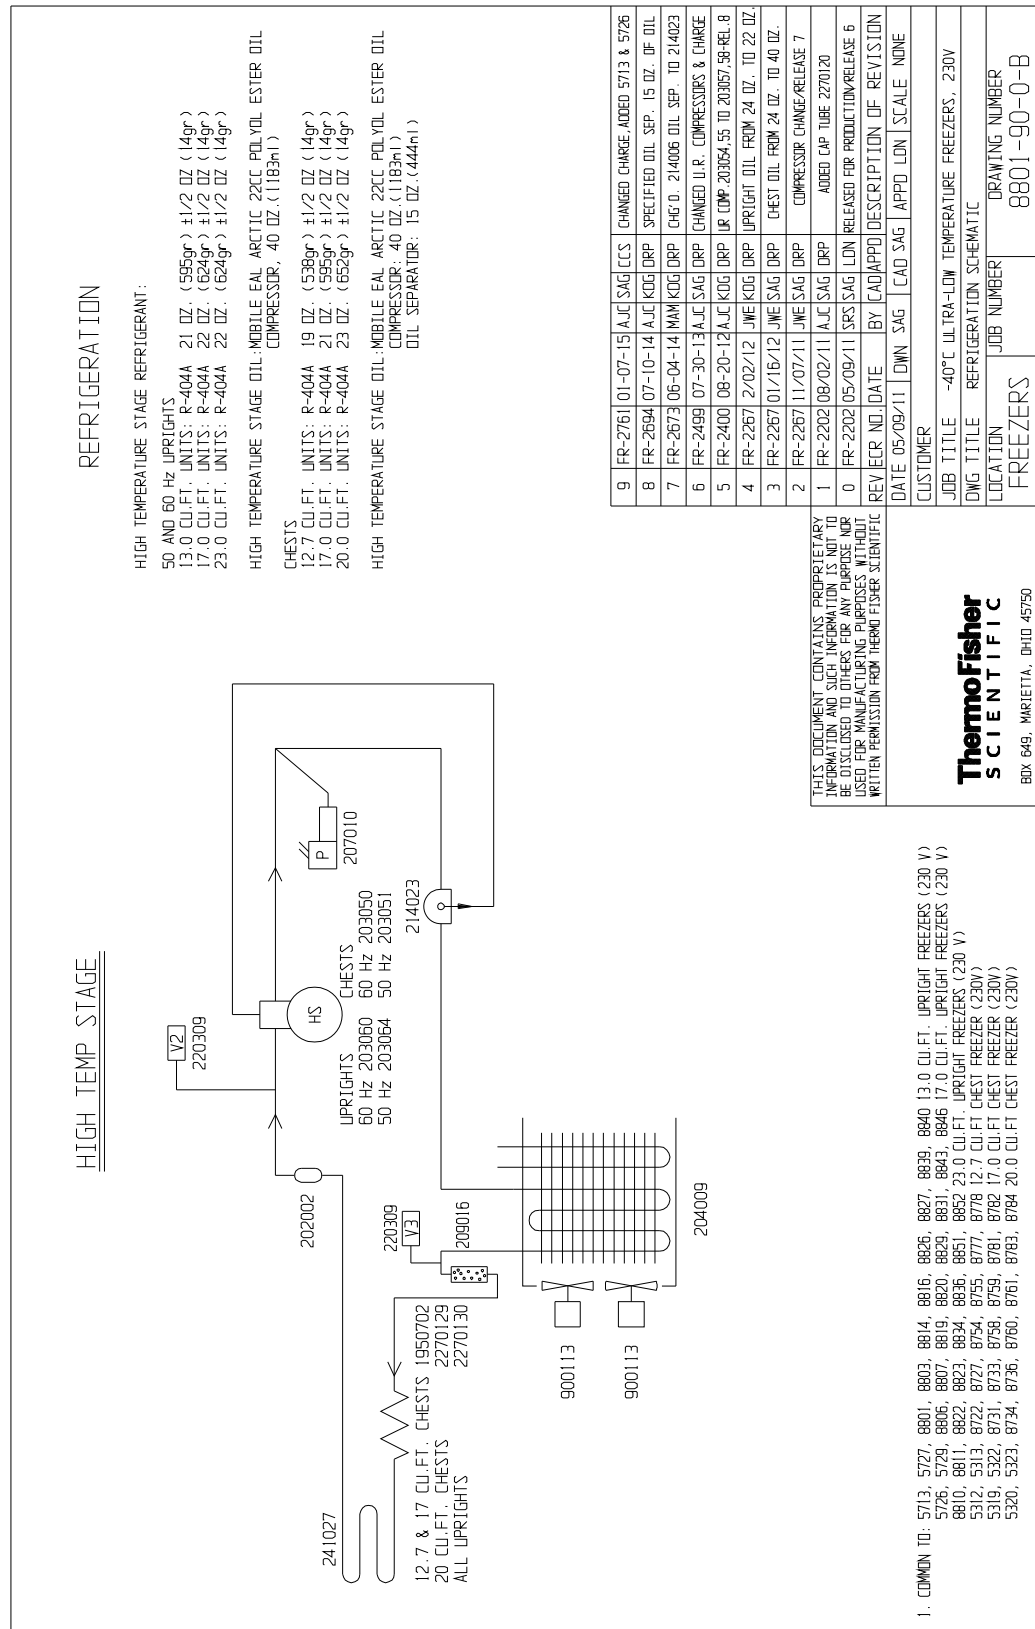 HIGH TEMP STAGE
REFRIGERATION
HIGH TEMPERATURE STAGE REFRIGERANT:
50 AND 60 Hz UPRIGHTS
13.0 CU.FT. UNITS: R-404A 21 OZ. (595gr) ±1/2 OZ (14gr)
17.0 CU.FT. UNITS: R-404A 22 OZ. (624gr) ±1/2 OZ (14gr)
23.0 CU.FT. UNITS: R-404A 22 OZ. (624gr) ±1/2 OZ (14gr)
HIGH TEMPERATURE STAGE OIL:MOBILE EAL ARCTIC 22CC POLYOL ESTER OIL
COMPRESSOR, 40 OZ.(1183ml)
CHESTS
12.7 CU.FT. UNITS: R-404A 19 OZ. (538gr) ±1/2 OZ (14gr)
17.0 CU.FT. UNITS: R-404A 21 OZ. (595gr) ±1/2 OZ (14gr)
20.0 CU.FT. UNITS: R-404A 23 OZ. (652gr) ±1/2 OZ (14gr)
HIGH TEMPERATURE STAGE OIL:MOBILE EAL ARCTIC 22CC POLYOL ESTER OIL
COMPRESSOR: 40 OZ.(1183ml)
OIL SEPARATOR: 15 OZ.(444ml)
V2
220309
HS
P
207010
UPRIGHTS
60 Hz 203060
50 Hz 203064
CHESTS
60 Hz 203050
50 Hz 203051
214023
202002
220309
V3
209016
204009
900113
900113
241027
12.7 & 17 CU.FT. CHESTS 1950702
20 CU.FT. CHESTS 2270129
ALL UPRIGHTS 2270130
1. COMMON TO: 5713, 5727, 8801, 8803, 8814, 8816, 8826, 8827, 8839, 8840 13.0 CU.FT. UPRIGHT FREEZERS (230 V)
5726, 5729, 8806, 8807, 8819, 8820, 8829, 8831, 8843, 8846 17.0 CU.FT. UPRIGHT FREEZERS (230 V)
8810, 8811, 8822, 8823, 8834, 8836, 8851, 8852 23.0 CU.FT. UPRIGHT FREEZERS (230 V)
5312, 5313, 8722, 8727, 8754, 8755, 8777, 8778 12.7 CU.FT CHEST FREEZER (230V)
5319, 5322, 8731, 8733, 8758, 8759, 8781, 8782 17.0 CU.FT CHEST FREEZER (230V)
5320, 5323, 8734, 8736, 8760, 8761, 8783, 8784 20.0 CU.FT CHEST FREEZER (230V)
THIS DOCUMENT CONTAINS PROPRIETARY
INFORMATION AND SUCH INFORMATION IS NOT TO
BE DISCLOSED TO OTHERS FOR ANY PURPOSE NOR
USED FOR MANUFACTURING PURPOSES WITHOUT
WRITTEN PERMISSION FROM THERMO FISHER SCIENTIFIC
ThermoFisher
SCIENTIFIC
BOX 649, MARIETTA, OHIO 45750
9 FR-2761 01-07-15 AJC SAG CCS CHANGED CHARGE, ADDED 5713 & 5726
8 FR-2694 07-10-14 AJC KDG DRP SPECIFIED OIL SEP. 15 OZ. OF OIL
7 FR-2673 06-04-14 MAM KDG DRP CHG'D. 214006 OIL SEP. TO 214023
6 FR-2499 07-30-13 AJC SAG DRP CHANGED U.R. COMPRESSORS & CHARGE
5 FR-2400 08-20-12 AJC KDG DRP UR COMP.203054,55 TO 203057,58-REL.8
4 FR-2267 2/02/12 JWE KDG DRP UPRIGHT OIL FROM 24 OZ. TO 22 OZ.
3 FR-2267 01/16/12 JWE SAG DRP CHEST OIL FROM 24 OZ. TO 40 OZ.
2 FR-2267 11/07/11 JWE SAG DRP COMPRESSOR CHANGE/RELEASE 7
1 FR-2202 08/02/11 AJC SAG DRP ADDED CAP TUBE 2270120
0 FR-2202 05/09/11 SRS SAG LDN RELEASED FOR PRODUCTION/RELEASE 6
REV ECR NO. DATE BY CAD APPD DESCRIPTION OF REVISION
DATE 05/09/11 DWN SAG CAD SAG APPD LDN SCALE NONE
CUSTOMER
JOB TITLE -40°C ULTRA-LOW TEMPERATURE FREEZERS, 230V
DWG TITLE REFRIGERATION SCHEMATIC
LOCATION JOB NUMBER DRAWING NUMBER
FREEZERS 8801-90-0-B